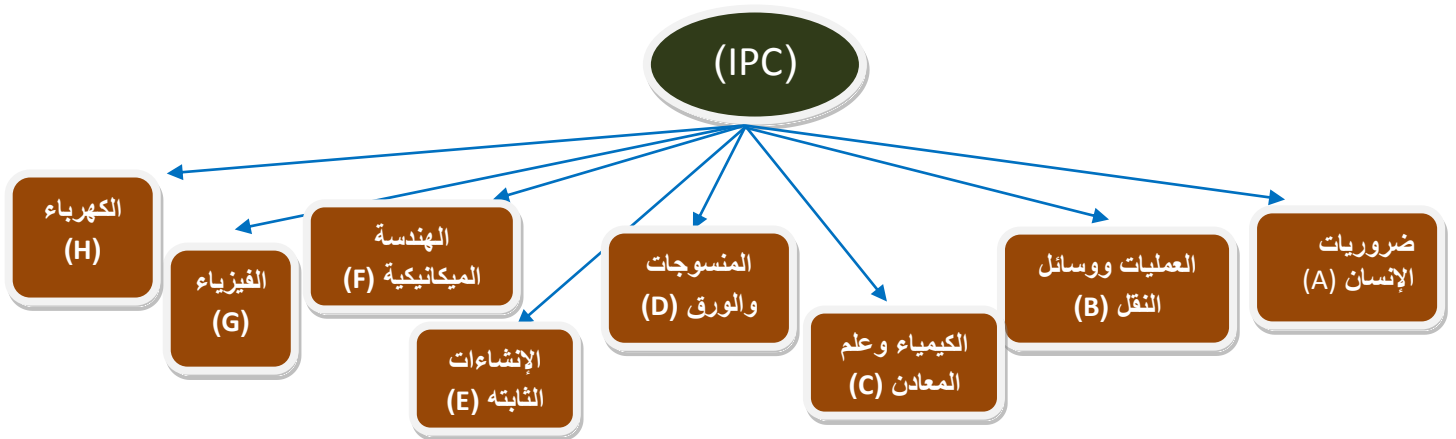 (IPC)
ضروريات
الإنسان (A)
العمليات ووسائل
النقل (B)
الكيمياء وعلم
المعادن (C)
المنسوجات
والورق (D)
الإنشاءات
الثابته (E)
الهندسة
الميكانيكية (F)
الفيزياء
(G)
الكهرباء
(H)